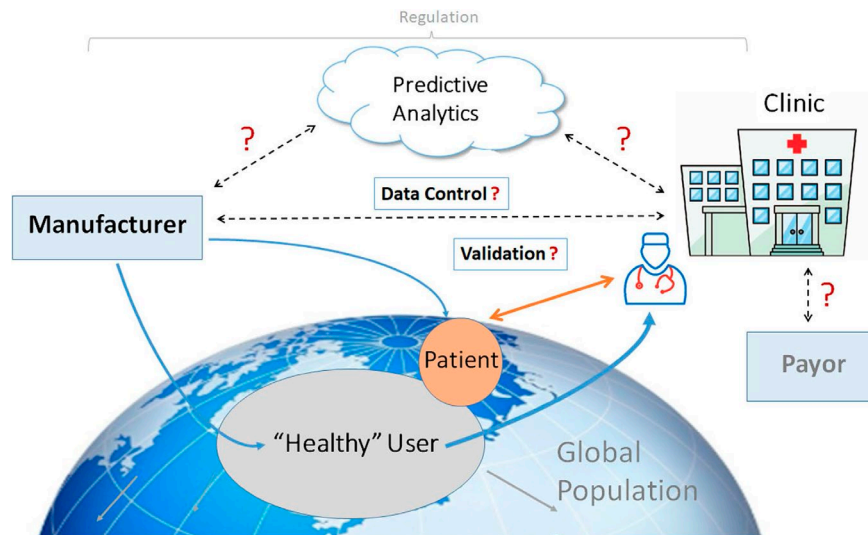 Regulation
Predictive
Analytics
Clinic
?
?
Data Control ?
Manufacturer
Validation ?
?
Patient
Payor
"Healthy" User
Global
Population